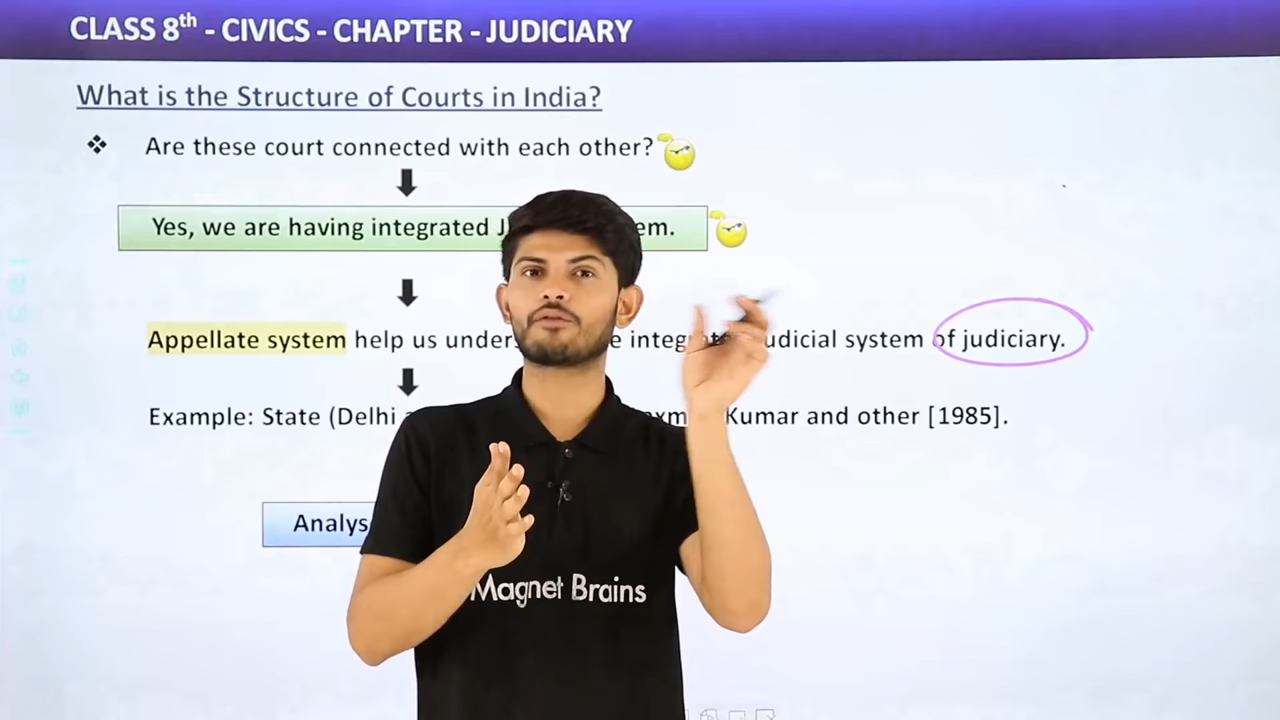 CLASS 8th - CIVICS - CHAPTER - JUDICIARY
What is the Structure of Courts in India?
Are these court connected with each other?
Yes, we are having integrated
Appellate system help us judicial system of judiciary.
Example: State (Delhi Kumar and other [1985].
Magnet Brains